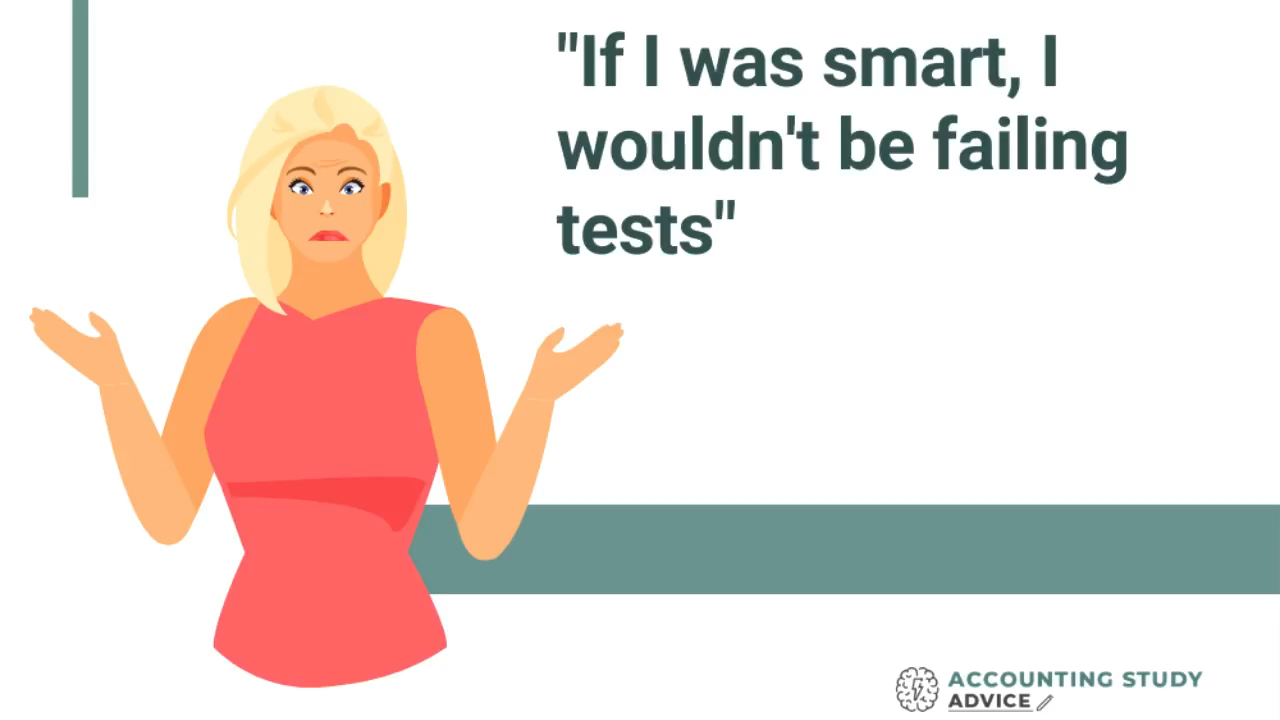 "If I was smart, I
wouldn't be failing
tests"
ACCOUNTING STUDY
ADVICE